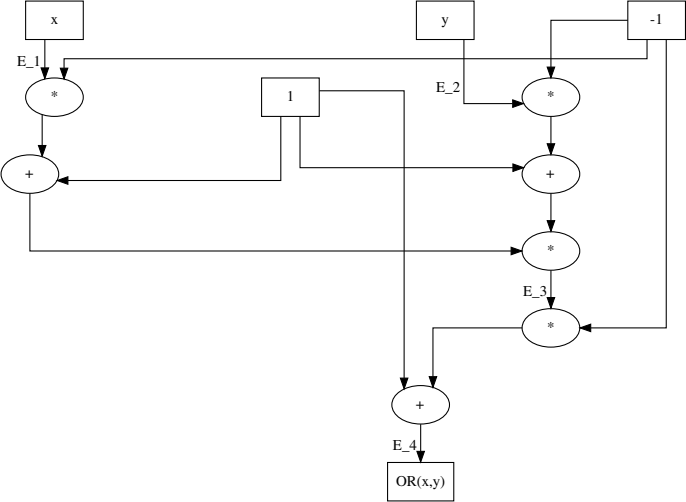 x
y
-1
E_1
*
1
E_2
*
+
+
*
E_3
*
+
E_4
OR(x,y)